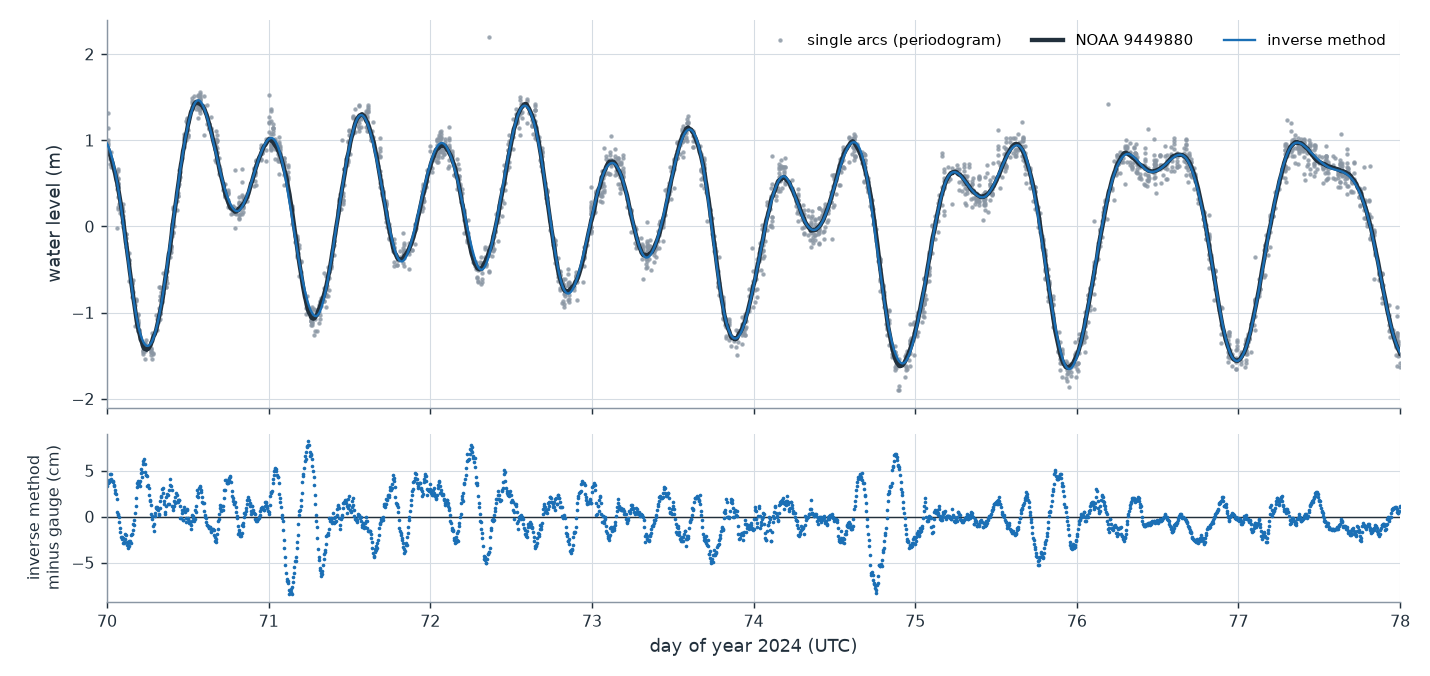 single arcs (periodogram) NOAA 9449880 inverse method
water level (m)
2
1
0
−1
−2
inverse method
minus gauge (cm)
5
0
−5
70 71 72 73 74 75 76 77 78
day of year 2024 (UTC)